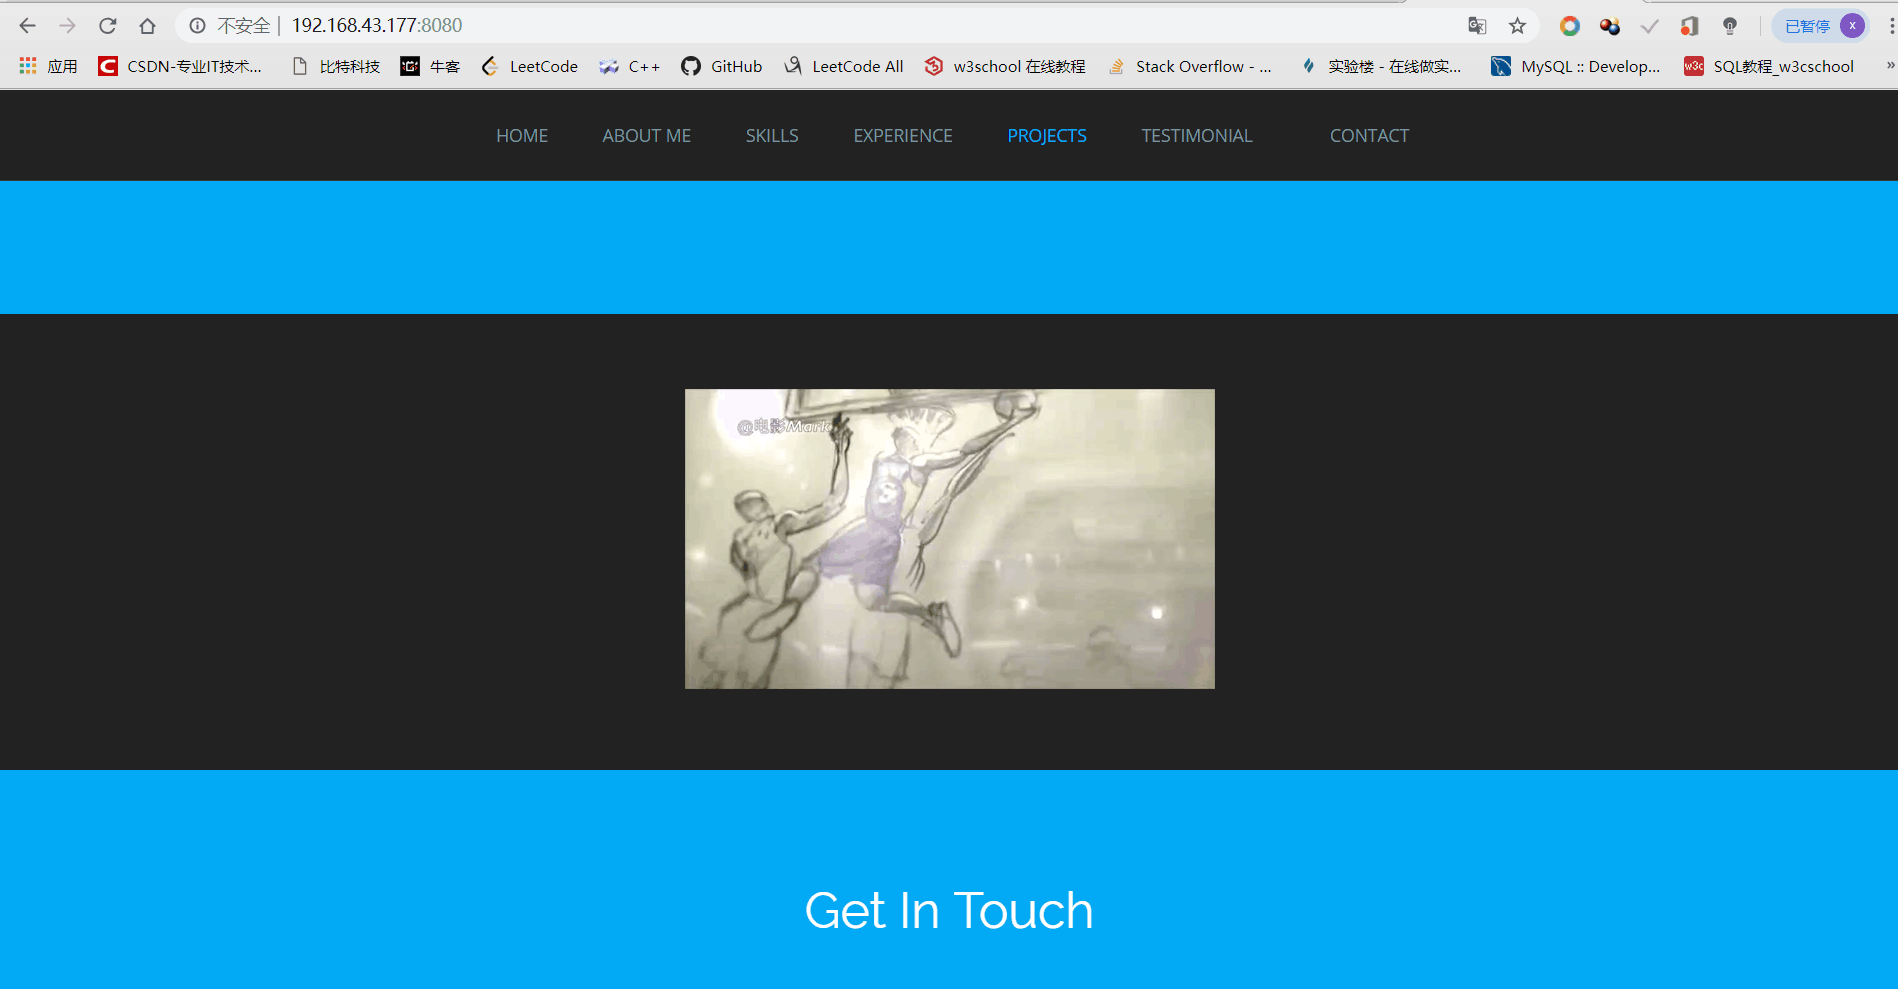 不安全 | 192.168.43.177:8080
已暂停 x
应用 CSDN-专业IT技术... 比特科技 牛客 LeetCode C++ GitHub LeetCode All w3school 在线教程 Stack Overflow - ... 实验楼 - 在线做实... MySQL :: Develop... SQL教程_w3cschool »
HOME ABOUT ME SKILLS EXPERIENCE PROJECTS TESTIMONIAL CONTACT
@电影Mark
Get In Touch